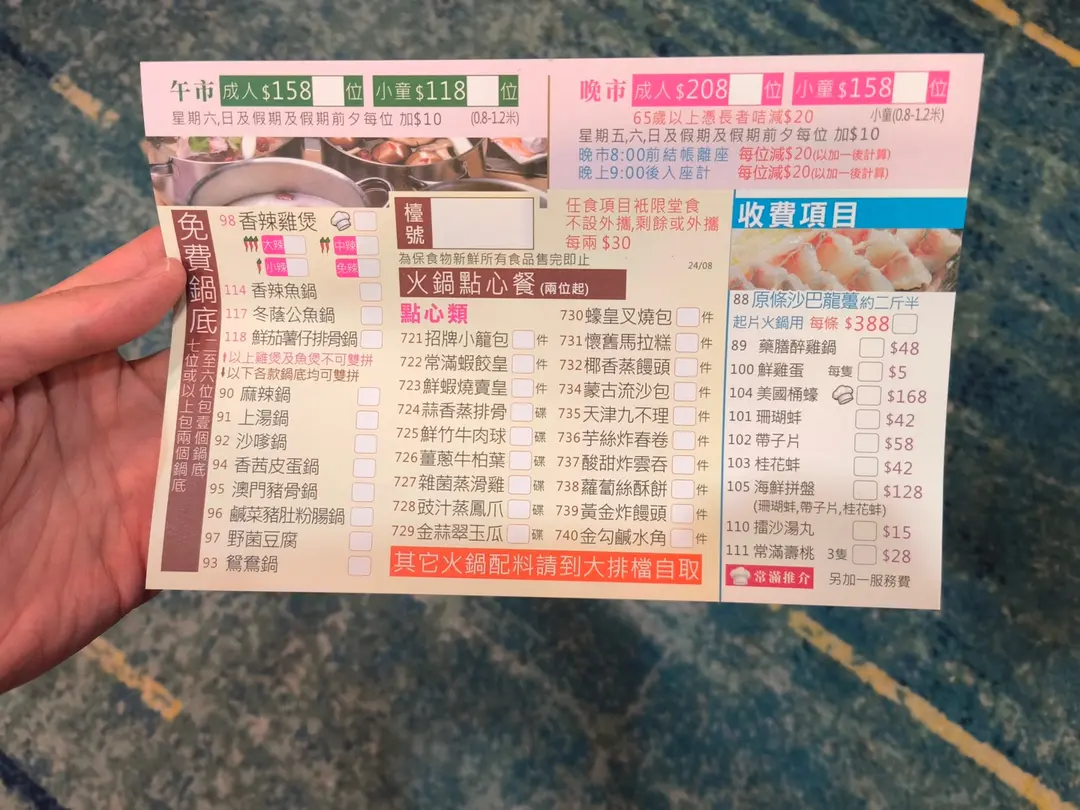 午市 成人$158 位 小童$118 位
星期六,日及假期及假期前夕每位 加$10 (0.8-1.2米)
晚市 成人$208 位 小童$158 位
65歲以上憑長者咭減$20 小童(0.8-1.2米)
星期五,六,日及假期及假期前夕每位 加$10
晚市8:00前結帳離座 每位減$20(以加一後計算)
晚上9:00後入座計 每位減$20(以加一後計算)
免費鍋底
二至六位包壹個鍋底
七位或以上包兩個鍋底
98 香辣雞煲
大辣 中辣
小辣 免辣
114 香辣魚鍋
117 冬蔭公魚鍋
118 鮮茄薯仔排骨鍋
以上雞煲及魚煲不可雙拼
以下各款鍋底均可雙拼
90 麻辣鍋
91 上湯鍋
92 沙嗲鍋
94 香茜皮蛋鍋
95 澳門豬骨鍋
96 鹹菜豬肚粉腸鍋
97 野菌豆腐
93 鴛鴦鍋
檯號
任食項目祇限堂食
不設外攜,剩餘或外攜
每兩 $30
為保食物新鮮所有食品售完即止
24/08
火鍋點心餐 (兩位起)
點心類
721 招牌小籠包 件
722 常滿蝦餃皇 件
723 鮮蝦燒賣皇 件
724 蒜香蒸排骨 碟
725 鮮竹牛肉球 碟
726 薑蔥牛柏葉 碟
727 雜菌蒸滑雞 碟
728 豉汁蒸鳳爪 碟
729 金蒜翠玉瓜 碟
730 蠔皇叉燒包 件
731 懷舊馬拉糕 件
732 椰香蒸饅頭 件
734 蒙古流沙包 件
735 天津九不理 件
736 芋絲炸春卷 件
737 酸甜炸雲吞 件
738 蘿蔔絲酥餅 件
739 黃金炸饅頭 件
740 金勾鹹水角 件
其它火鍋配料請到大排檔自取
收費項目
88 原條沙巴龍躉 約二斤半
起片火鍋用 每條 $388
89 藥膳醉雞鍋 $48
100 鮮雞蛋 每隻 $5
104 美國桶蠔 $168
101 珊瑚蚌 $42
102 帶子片 $58
103 桂花蚌 $42
105 海鮮拼盤 $128
(珊瑚蚌,帶子片,桂花蚌)
110 擂沙湯丸 $15
111 常滿壽桃 3隻 $28
常滿推介 另加一服務費